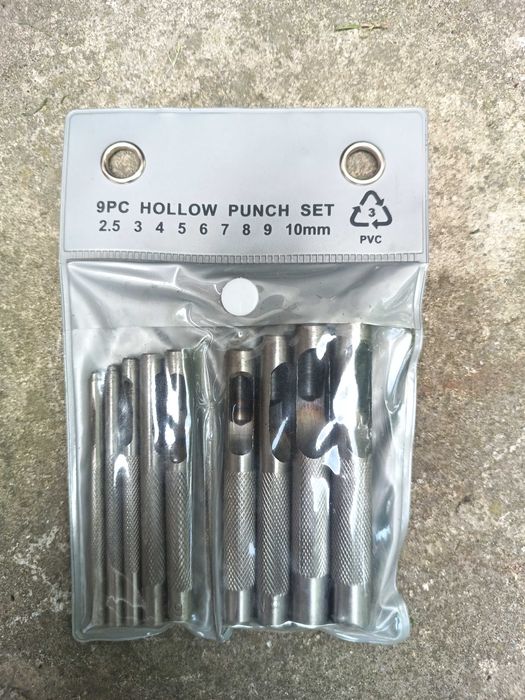 9PC HOLLOW PUNCH SET
2.5 3 4 5 6 7 8 9 10mm
3
PVC